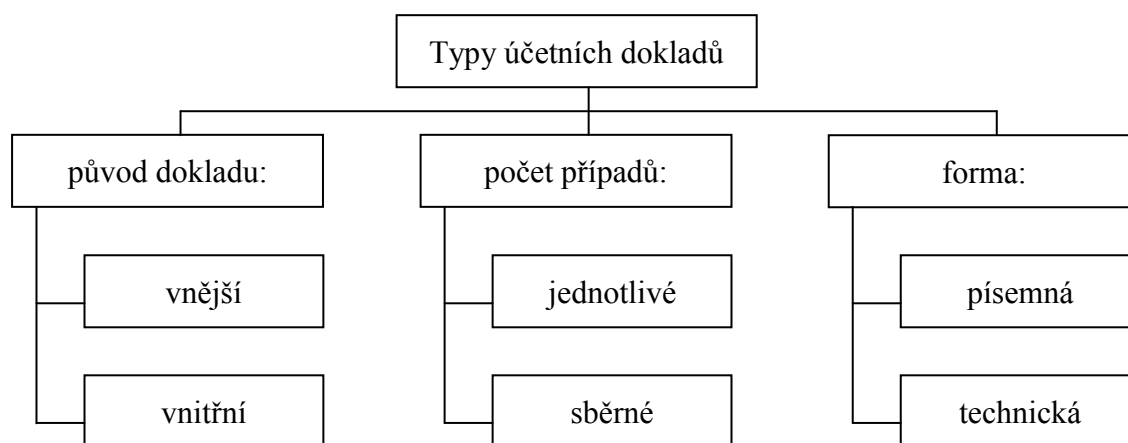 Typy účetních dokladů
původ dokladu:
vnější
vnitřní
počet případů:
jednotlivé
sběrné
forma:
písemná
technická